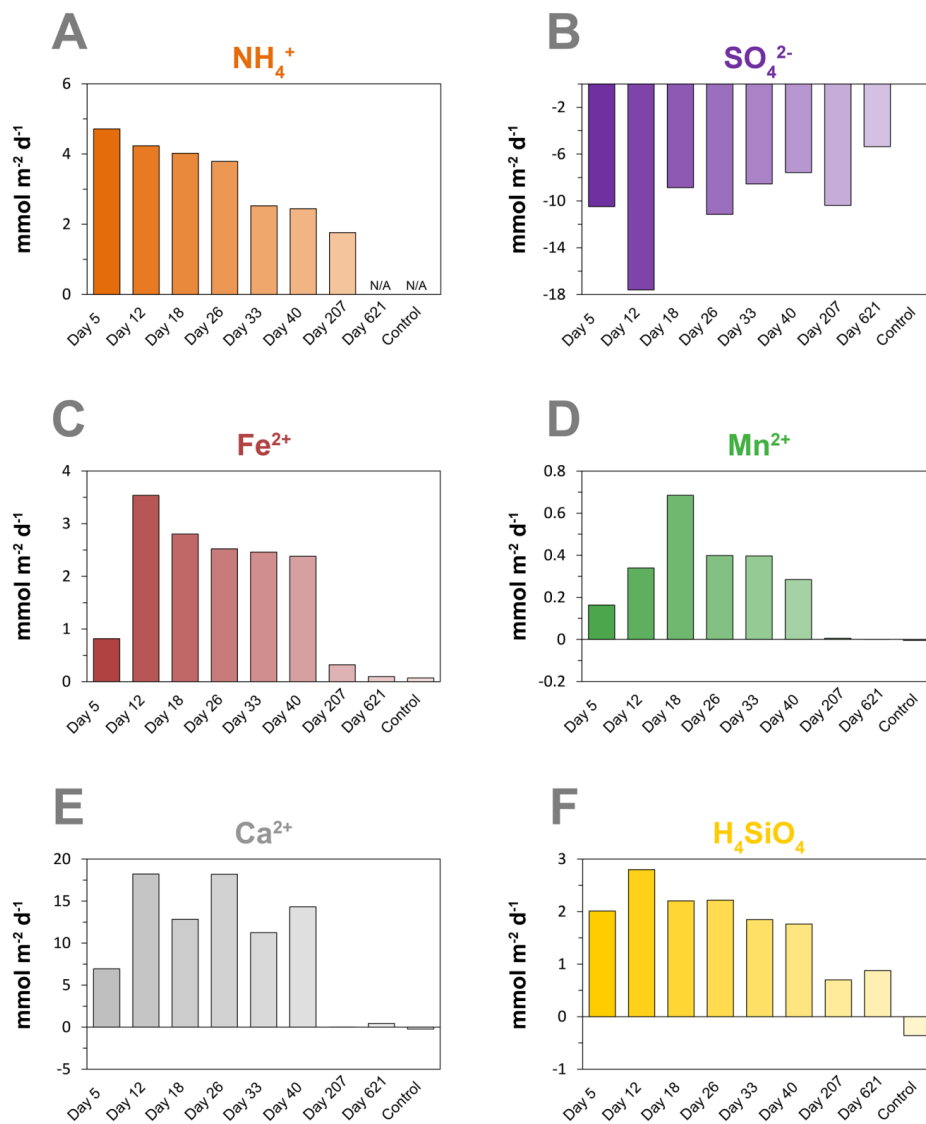 A
NH₄⁺
mmol m⁻² d⁻¹
6
4
2
0
N/A
N/A
Day 5
Day 12
Day 18
Day 26
Day 33
Day 40
Day 207
Day 621
Control
B
SO₄²⁻
mmol m⁻² d⁻¹
-2
-6
-10
-14
-18
Day 5
Day 12
Day 18
Day 26
Day 33
Day 40
Day 207
Day 621
Control
C
Fe²⁺
mmol m⁻² d⁻¹
4
3
2
1
0
Day 5
Day 12
Day 18
Day 26
Day 33
Day 40
Day 207
Day 621
Control
D
Mn²⁺
mmol m⁻² d⁻¹
0.8
0.6
0.4
0.2
0
-0.2
Day 5
Day 12
Day 18
Day 26
Day 33
Day 40
Day 207
Day 621
Control
E
Ca²⁺
mmol m⁻² d⁻¹
20
15
10
5
0
-5
Day 5
Day 12
Day 18
Day 26
Day 33
Day 40
Day 207
Day 621
Control
F
H₄SiO₄
mmol m⁻² d⁻¹
3
2
1
0
-1
Day 5
Day 12
Day 18
Day 26
Day 33
Day 40
Day 207
Day 621
Control